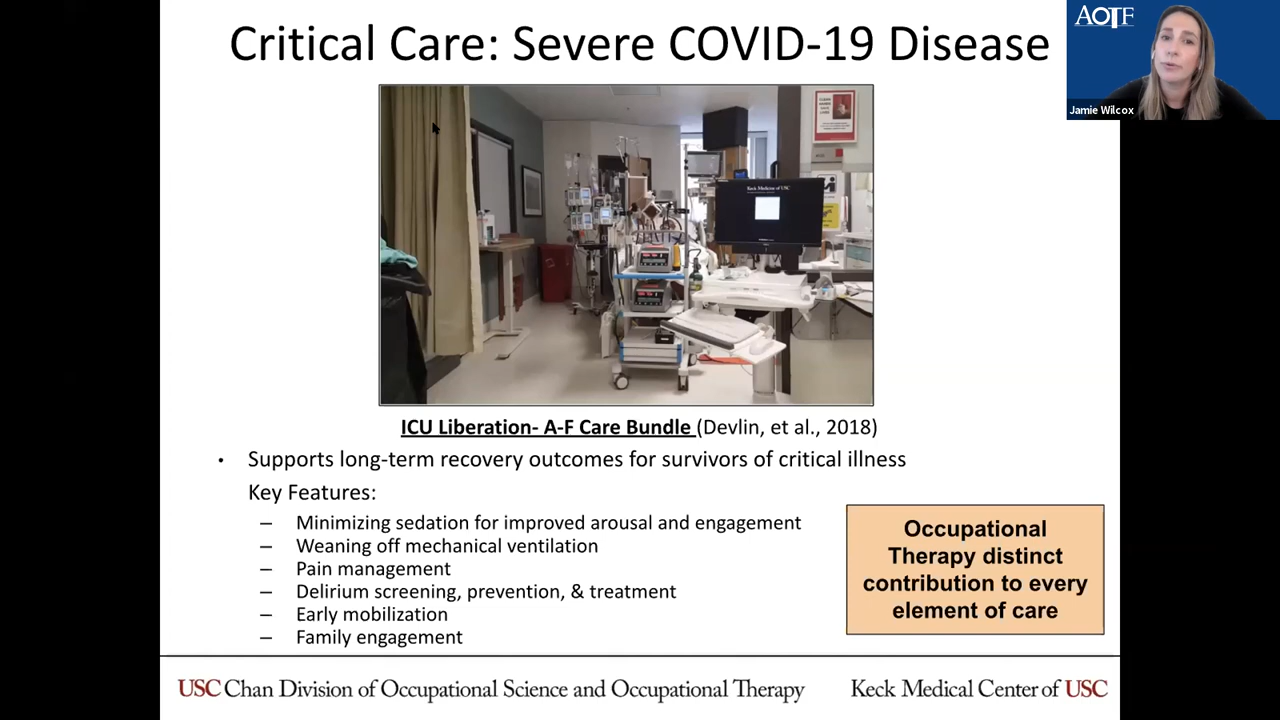 Critical Care: Severe COVID-19 Disease
AOTF
Jamie Wilcox
Keck Medicine of USC
ICU Liberation- A-F Care Bundle (Devlin, et al., 2018)
• Supports long-term recovery outcomes for survivors of critical illness
Key Features:
– Minimizing sedation for improved arousal and engagement
– Weaning off mechanical ventilation
– Pain management
– Delirium screening, prevention, & treatment
– Early mobilization
– Family engagement
Occupational
Therapy distinct
contribution to every
element of care
USC Chan Division of Occupational Science and Occupational Therapy
Keck Medical Center of USC